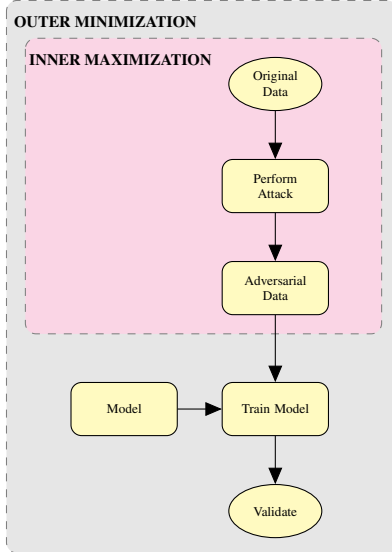 OUTER MINIMIZATION
INNER MAXIMIZATION
Original
Data
Perform
Attack
Adversarial
Data
Model
Train Model
Validate